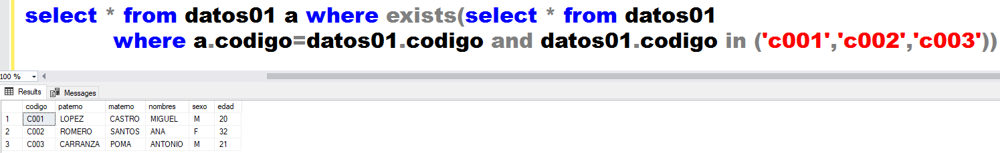 select * from datos01 a where exists(select * from datos01
where a.codigo=datos01.codigo and datos01.codigo in ('c001','c002','c003'))
100 %
Results Messages
codigo paterno materno nombres sexo edad
1 C001 LOPEZ CASTRO MIGUEL M 20
2 C002 ROMERO SANTOS ANA F 32
3 C003 CARRANZA POMA ANTONIO M 21